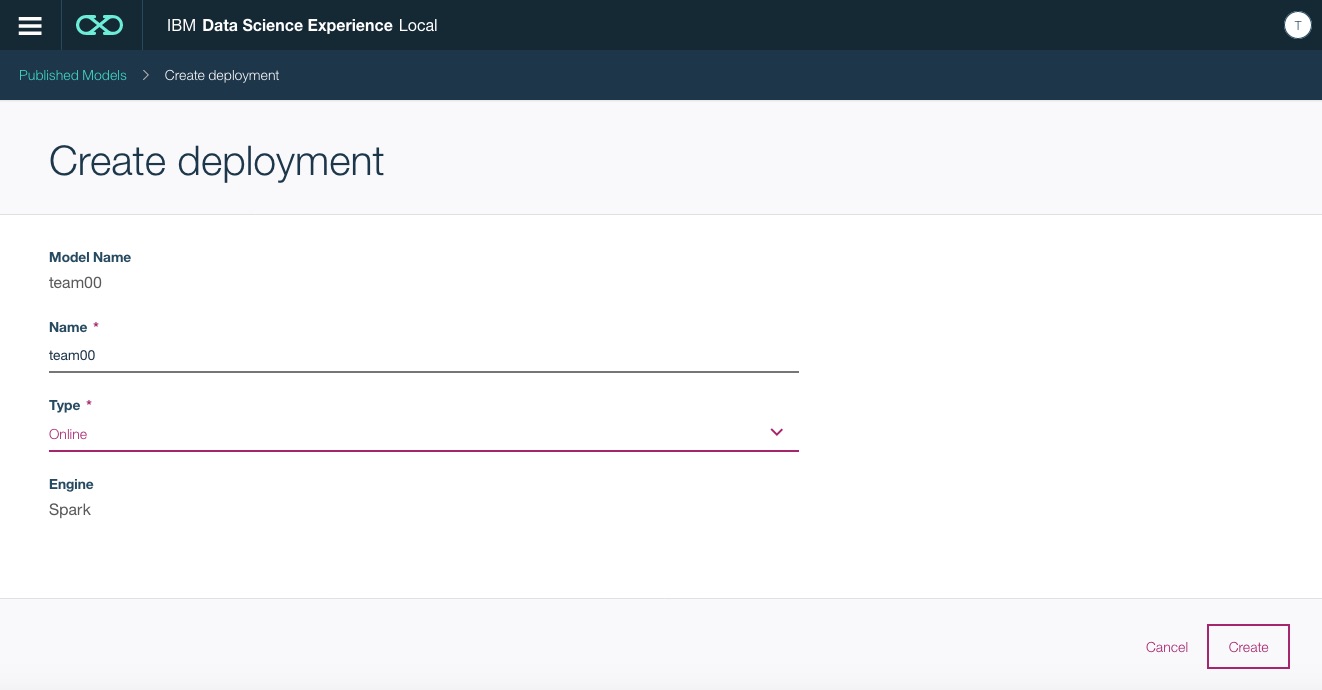 IBM Data Science Experience Local
T
Published Models > Create deployment
Create deployment
Model Name
team00
Name *
team00
Type *
Online
Engine
Spark
Cancel
Create